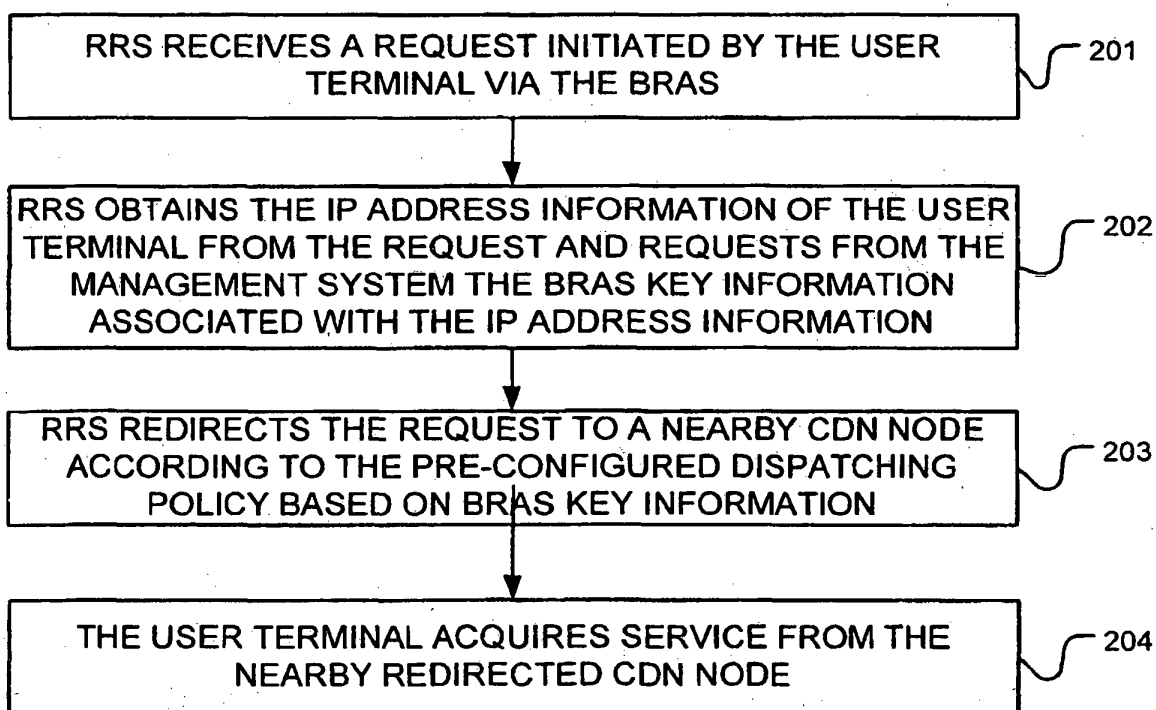 RRS RECEIVES A REQUEST INITIATED BY THE USER
TERMINAL VIA THE BRAS
201
RRS OBTAINS THE IP ADDRESS INFORMATION OF THE USER
TERMINAL FROM THE REQUEST AND REQUESTS FROM THE
MANAGEMENT SYSTEM THE BRAS KEY INFORMATION
ASSOCIATED WITH THE IP ADDRESS INFORMATION
202
RRS REDIRECTS THE REQUEST TO A NEARBY CDN NODE
ACCORDING TO THE PRE-CONFIGURED DISPATCHING
POLICY BASED ON BRAS KEY INFORMATION
203
THE USER TERMINAL ACQUIRES SERVICE FROM THE
NEARBY REDIRECTED CDN NODE
204